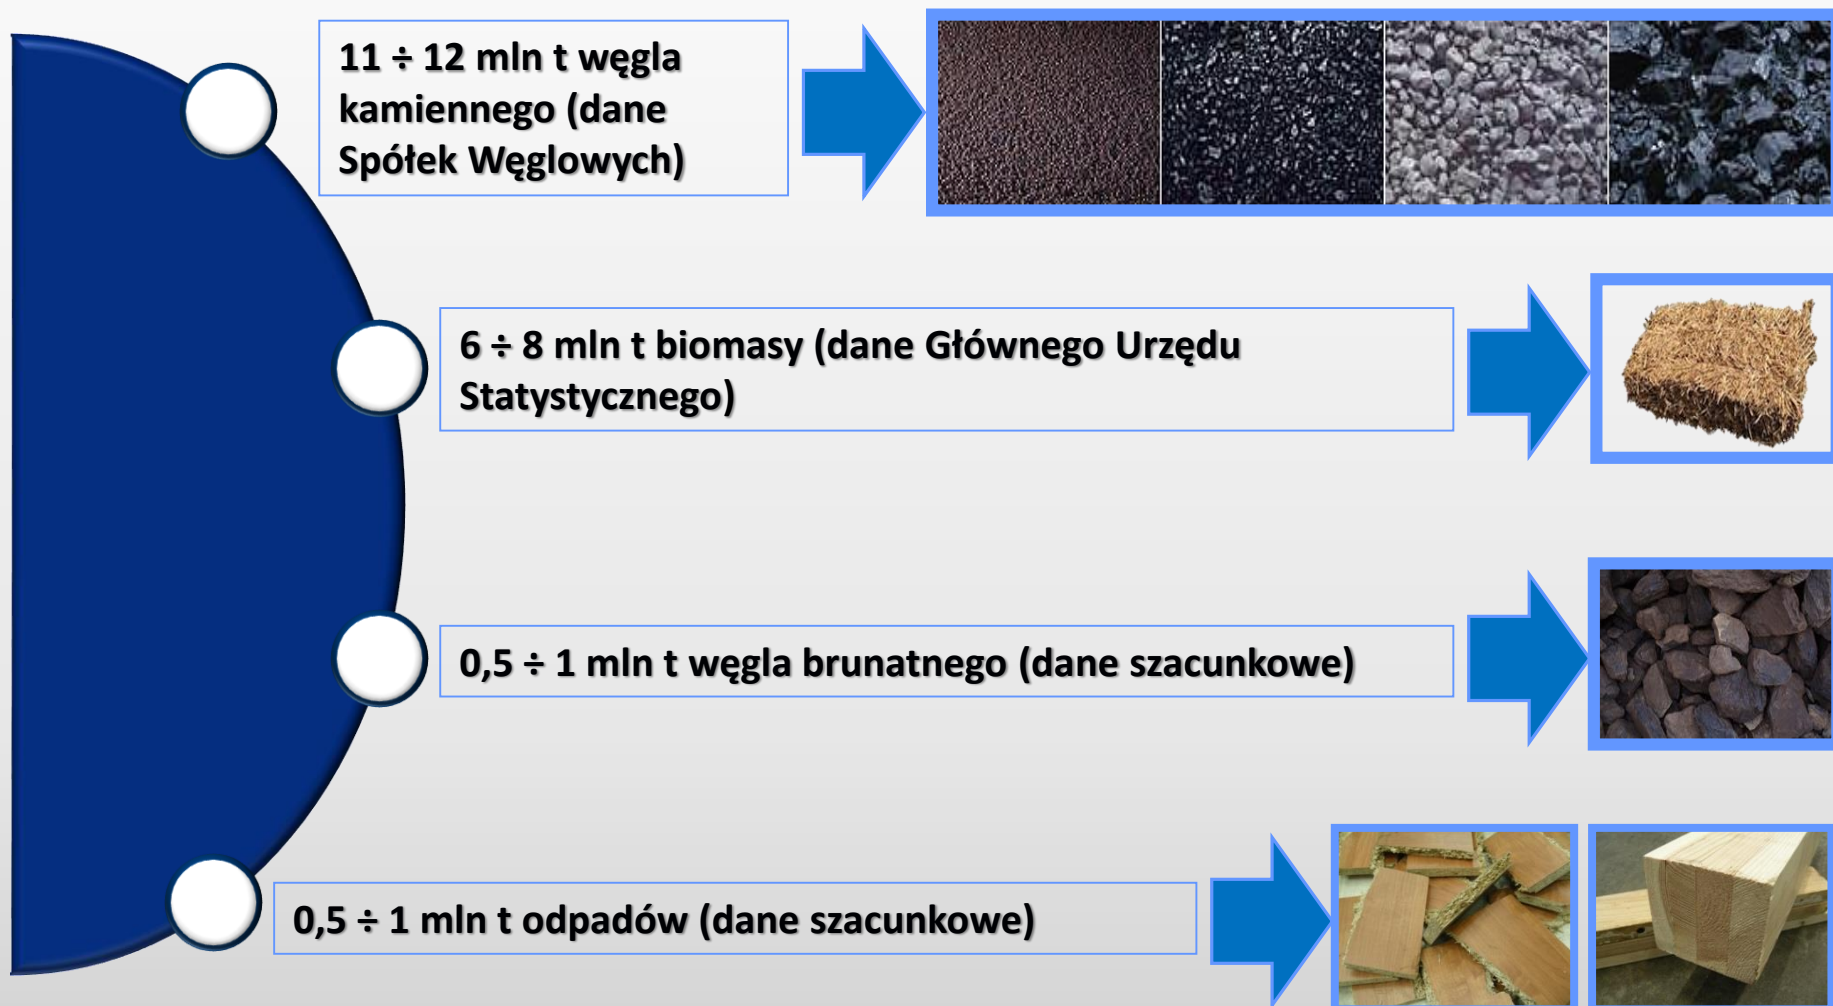 11 ÷ 12 mln t węgla
kamiennego (dane
Spółek Węglowych)
6 ÷ 8 mln t biomasy (dane Głównego Urzędu
Statystycznego)
0,5 ÷ 1 mln t węgla brunatnego (dane szacunkowe)
0,5 ÷ 1 mln t odpadów (dane szacunkowe)